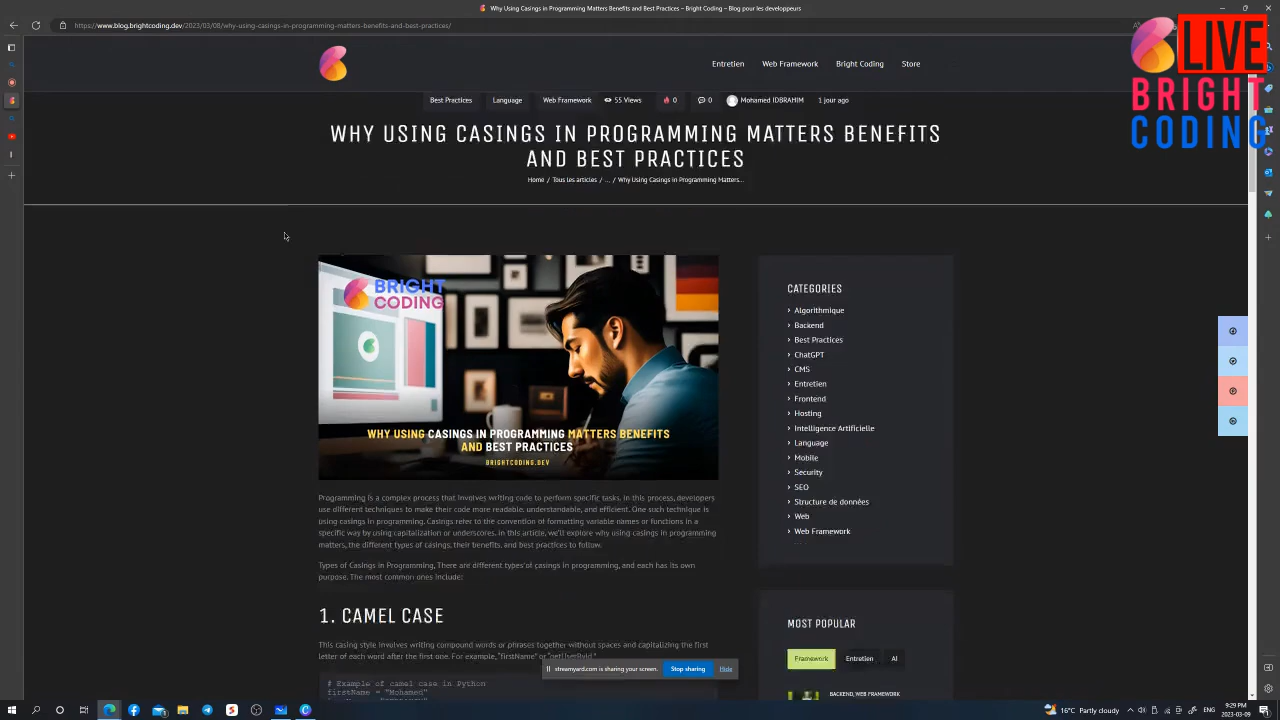 Why Using Casings in Programming Matters Benefits and Best Practices – Bright Coding – Blog pour les developpeurs
https://www.blog.brightcoding.dev/2023/03/08/why-using-casings-in-programming-matters-benefits-and-best-practices/
LIVE
BRIGHT
CODING
Entretien Web Framework Bright Coding Store
Best Practices Language Web Framework 55 Views 0 0 Mohamed IDBRAHIM 1 jour ago
WHY USING CASINGS IN PROGRAMMING MATTERS BENEFITS
AND BEST PRACTICES
Home / Tous les articles / ... / Why Using Casings in Programming Matters...
BRIGHT
CODING
WHY USING CASINGS IN PROGRAMMING MATTERS BENEFITS
AND BEST PRACTICES
BRIGHTCODING.DEV
Programming is a complex process that involves writing code to perform specific tasks. In this process, developers
use different techniques to make their code more readable, understandable, and efficient. One such technique is
using casings in programming. Casings refer to the convention of formatting variable names or functions in a
specific way by using capitalization or underscores. In this article, we'll explore why using casings in programming
matters, the different types of casings, their benefits, and best practices to follow.
Types of Casings in Programming, There are different types of casings in programming, and each has its own
purpose. The most common ones include:
1. CAMEL CASE
This casing style involves writing compound words or phrases together without spaces and capitalizing the first
letter of each word after the first one. For example, "firstName" or "getUserById."
# Example of camel case in Python
firstName = "Mohamed"
CATEGORIES
Algorithmique
Backend
Best Practices
ChatGPT
CMS
Entretien
Frontend
Hosting
Intelligence Artificielle
Language
Mobile
Security
SEO
Structure de données
Web
Web Framework
MOST POPULAR
Framework Entretien AI
BACKEND, WEB FRAMEWORK
streamyard.com is sharing your screen. Stop sharing Hide
16°C Partly cloudy ENG 9:29 PM
2023-03-09